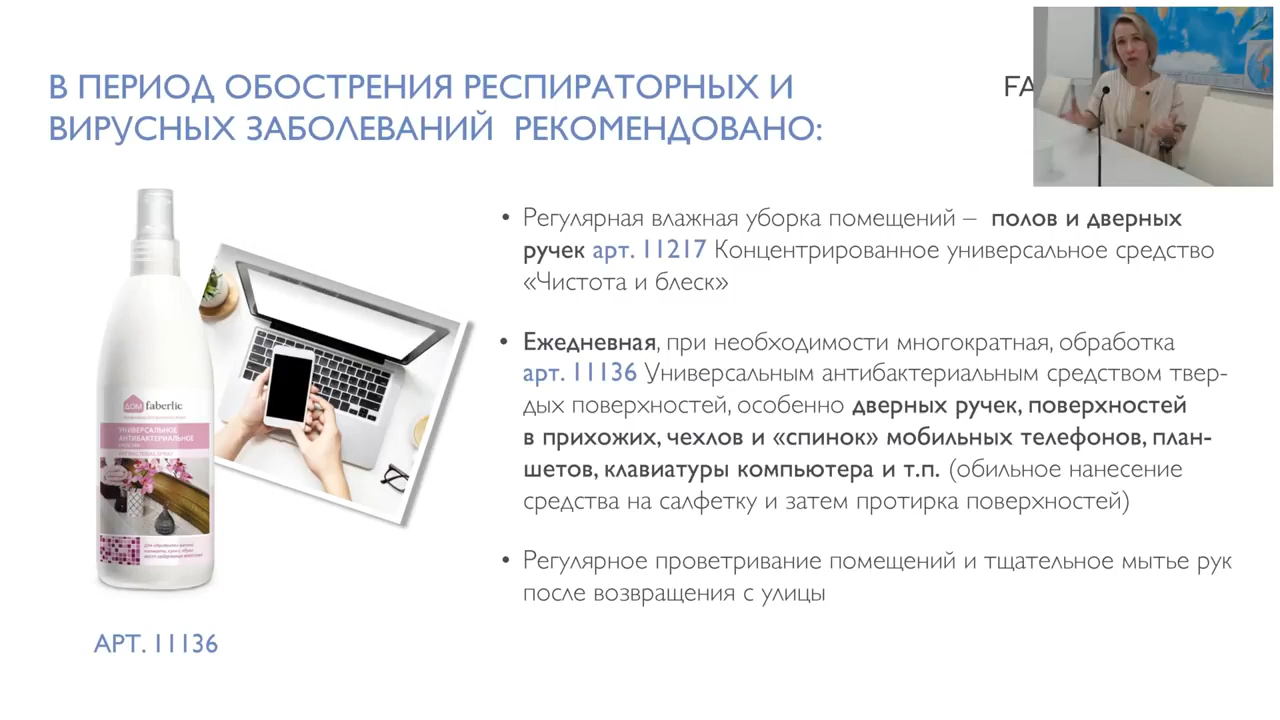 В ПЕРИОД ОБОСТРЕНИЯ РЕСПИРАТОРНЫХ И
ВИРУСНЫХ ЗАБОЛЕВАНИЙ РЕКОМЕНДОВАНО:
FA
• Регулярная влажная уборка помещений – полов и дверных
ручек арт. 11217 Концентрированное универсальное средство
«Чистота и блеск»
• Ежедневная, при необходимости многократная, обработка
арт. 11136 Универсальным антибактериальным средством твер-
дых поверхностей, особенно дверных ручек, поверхностей
в прихожих, чехлов и «спинок» мобильных телефонов, план-
шетов, клавиатуры компьютера и т.п. (обильное нанесение
средства на салфетку и затем протирка поверхностей)
• Регулярное проветривание помещений и тщательное мытье рук
после возвращения с улицы
ДОМ faberlic
УНИВЕРСАЛЬНОЕ
АНТИБАКТЕРИАЛЬНОЕ
АРТ. 11136